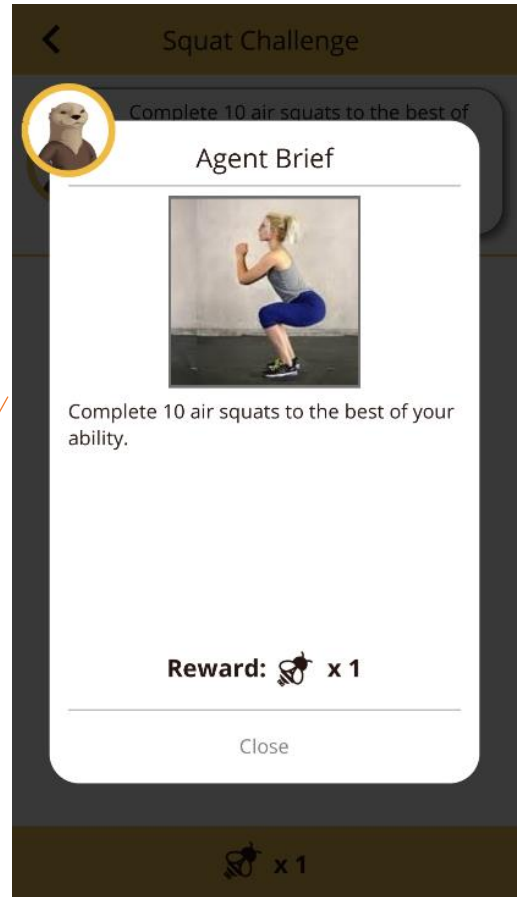 Squat Challenge
Complete 10 air squats to the best of
Agent Brief
Complete 10 air squats to the best of your
ability.
Reward: x 1
Close
x 1